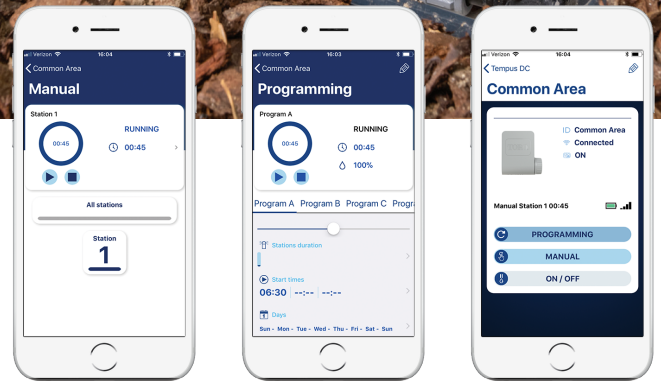 Verizon
16:04
Common Area
Manual
Station 1
00:45
RUNNING
00:45
All stations
Station
1
Verizon
16:03
Common Area
Programming
Program A
00:45
RUNNING
00:45
100%
Program A Program B Program C Progra
Stations duration
Start times
06:30 --:-- --:--
Days
Sun - Mon - Tue - Wed - Thu - Fri - Sat - Sun
Verizon
16:04
Tempus DC
Common Area
ID Common Area
Connected
ON
Manual Station 1 00:45
PROGRAMMING
MANUAL
ON / OFF